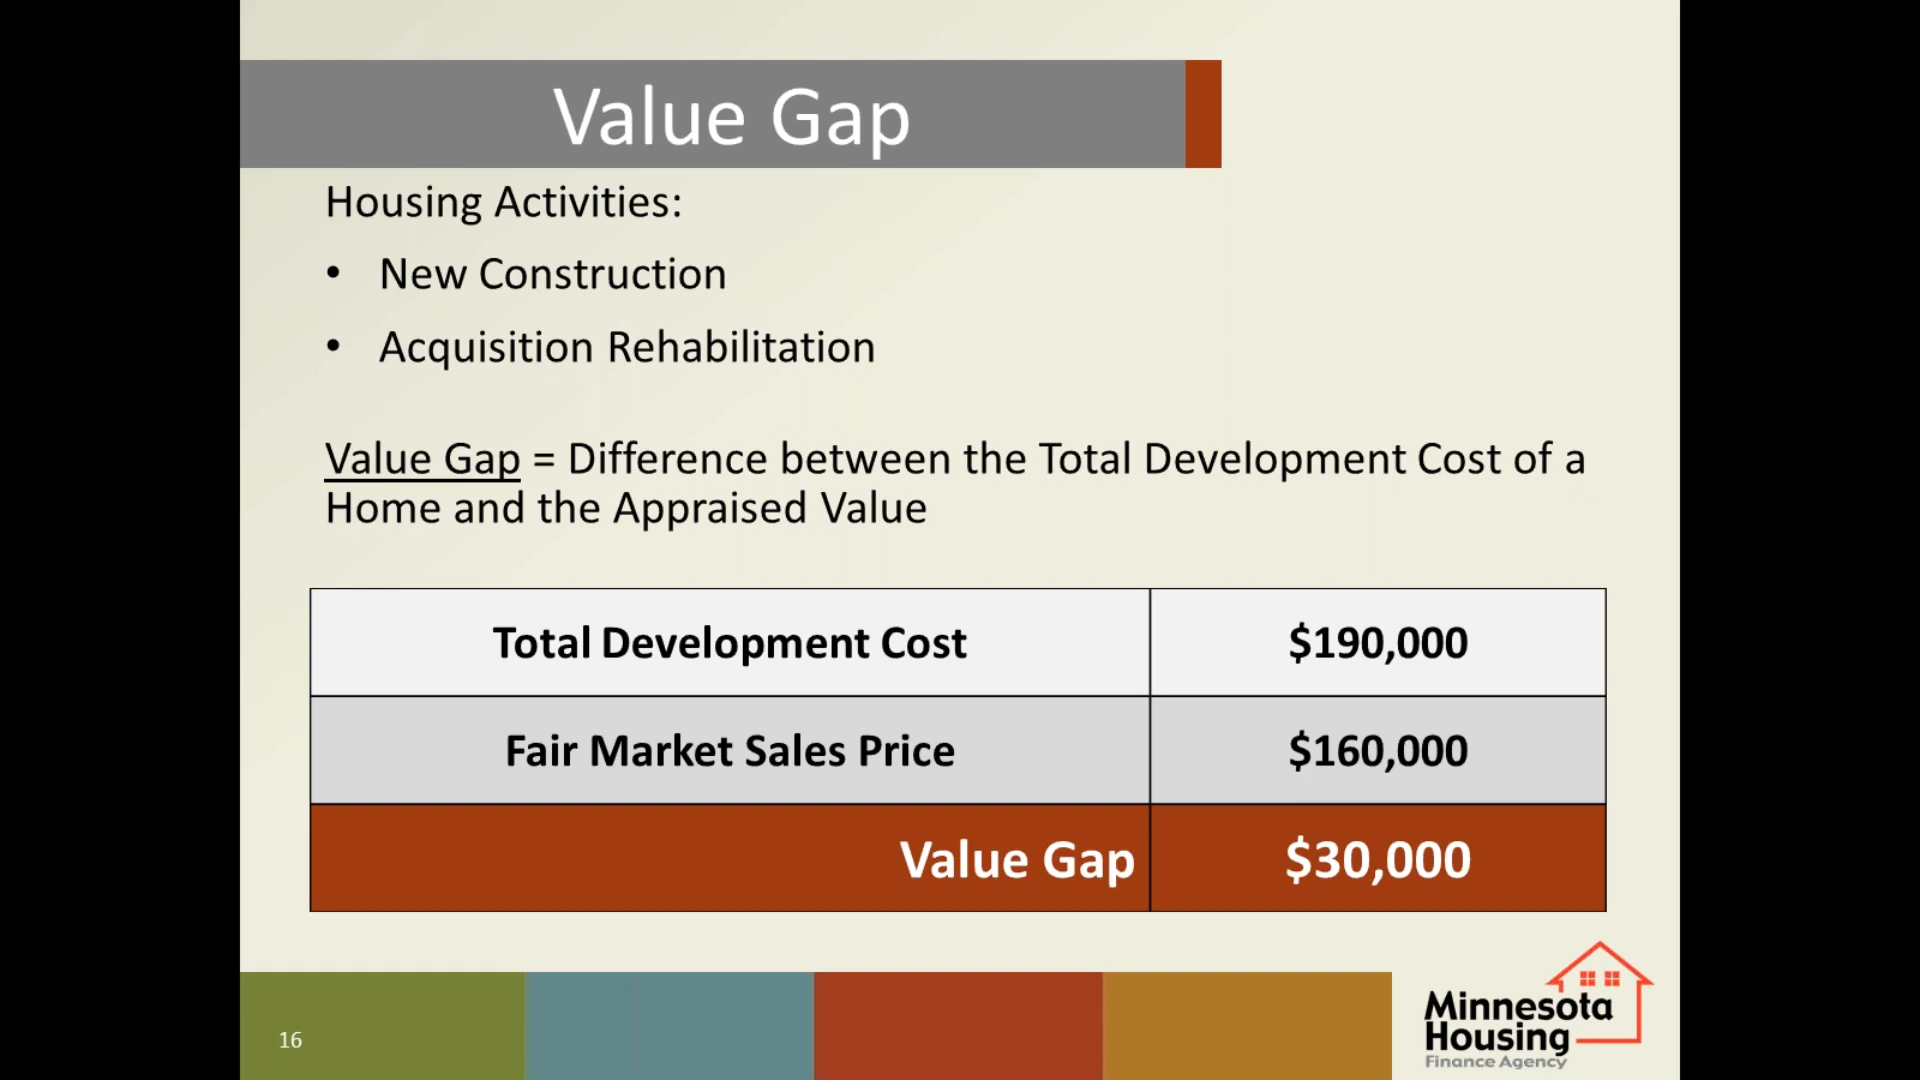 Value Gap
Housing Activities:
• New Construction
• Acquisition Rehabilitation
Value Gap = Difference between the Total Development Cost of a
Home and the Appraised Value
Total Development Cost $190,000
Fair Market Sales Price $160,000
Value Gap $30,000
16
Minnesota
Housing
Finance Agency